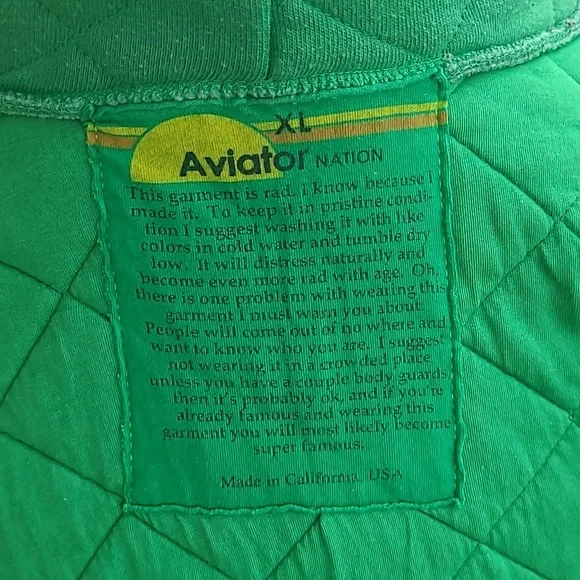 XL
Aviator NATION
This garment is rad, I know because I
made it. To keep it in pristine condi-
tion I suggest washing it with like
colors in cold water and tumble dry
low. It will distress naturally and
become even more rad with age. Oh,
there is one problem with wearing this
garment I must warn you about.
People will come out of no where and
want to know who you are. I suggest
not wearing it in a crowded place
unless you have a couple body guards
then it's probably ok, and if you're
already famous and wearing this
garment you will most likely become
super famous.
Made in California, USA